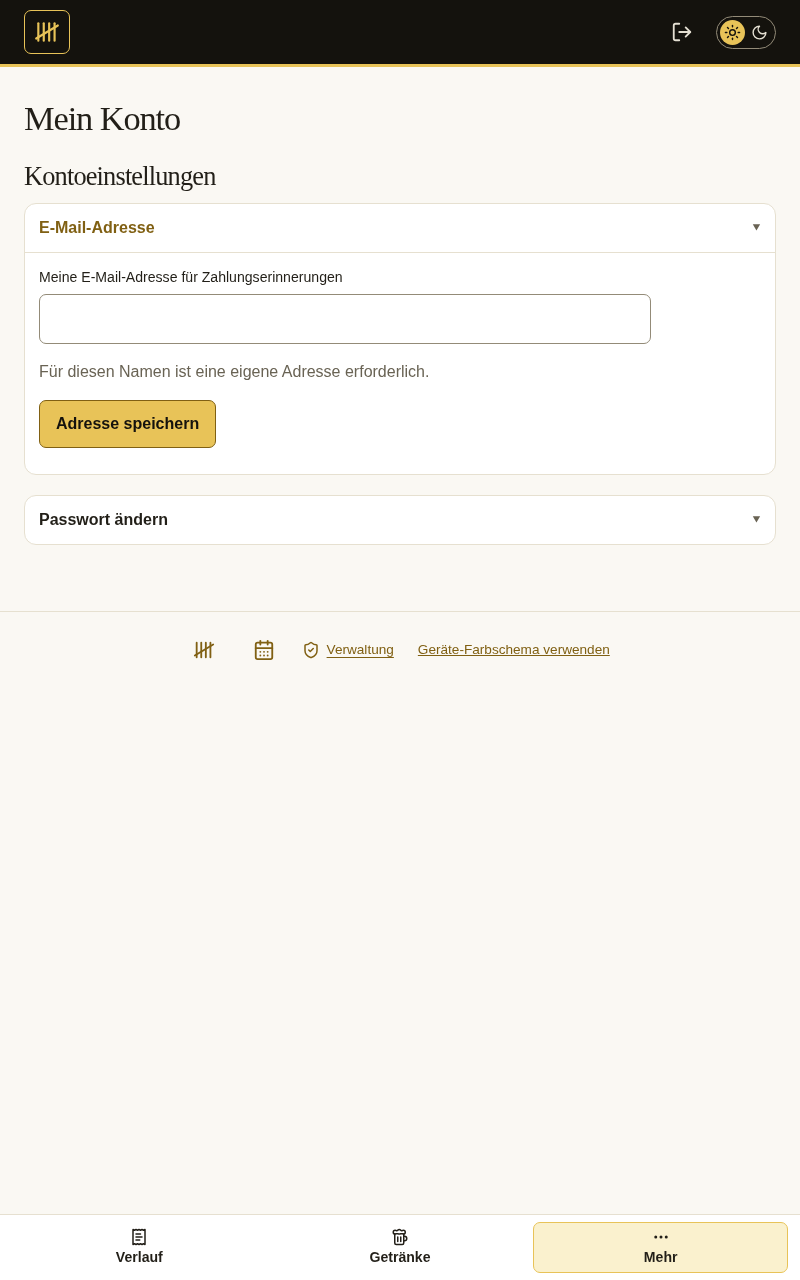 Mein Konto
Kontoeinstellungen
E-Mail-Adresse
Meine E-Mail-Adresse für Zahlungserinnerungen
Für diesen Namen ist eine eigene Adresse erforderlich.
Adresse speichern
Passwort ändern
Verwaltung Geräte-Farbschema verwenden
Verlauf Getränke Mehr